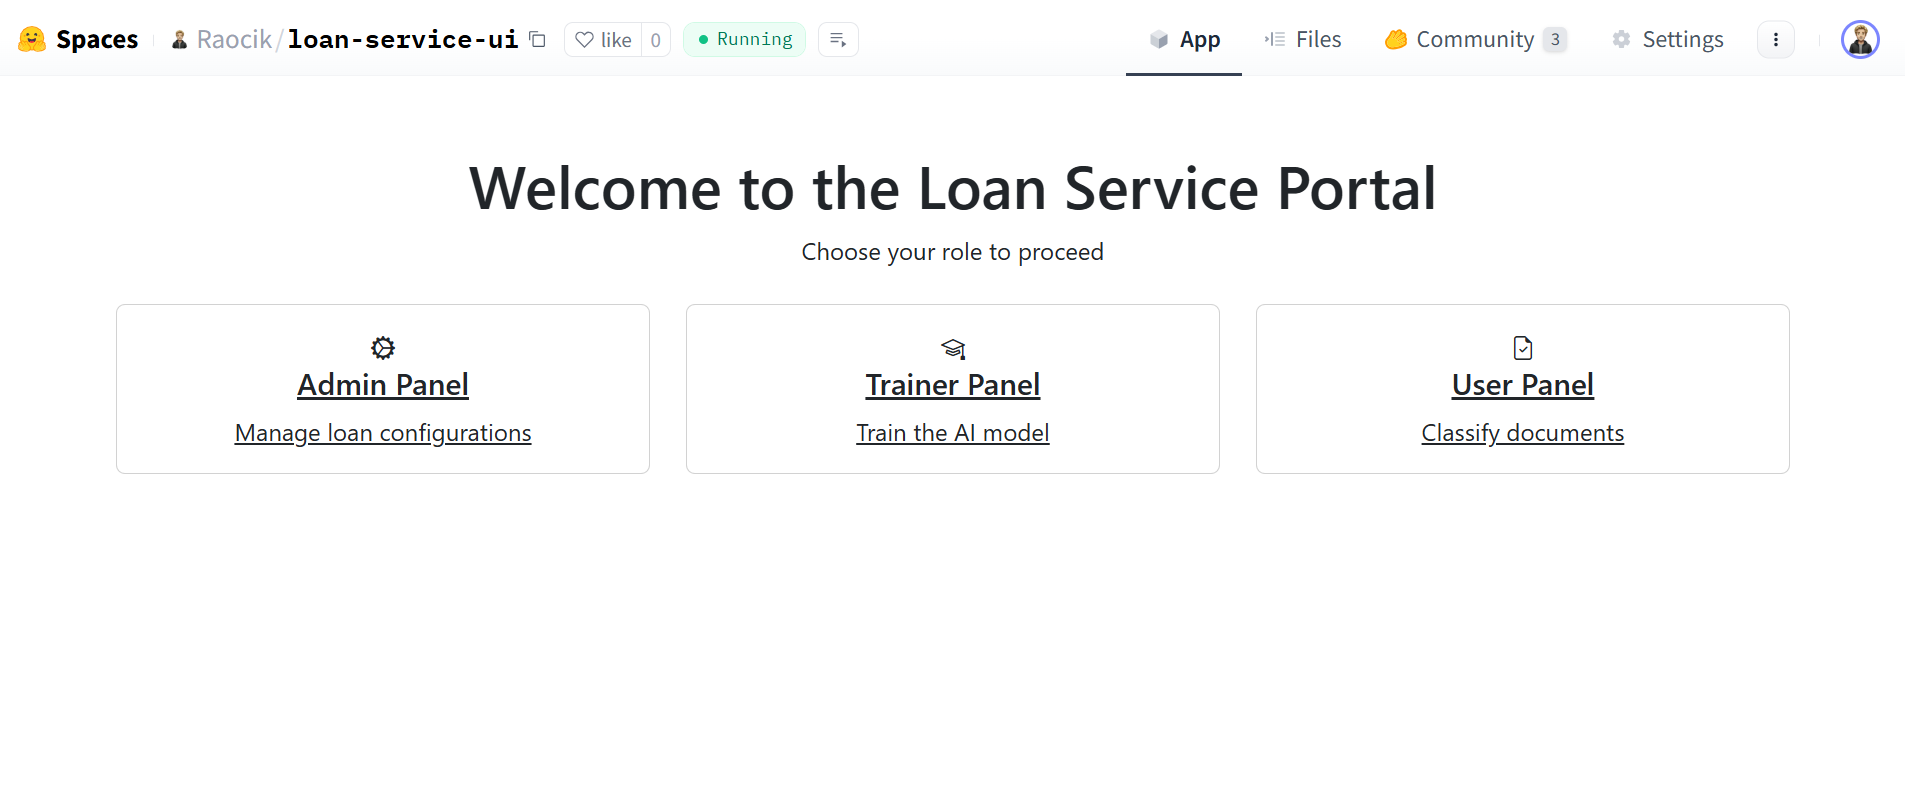 Spaces Raocik/loan-service-ui like 0 Running App Files Community 3 Settings
Welcome to the Loan Service Portal
Choose your role to proceed
Admin Panel
Manage loan configurations
Trainer Panel
Train the AI model
User Panel
Classify documents